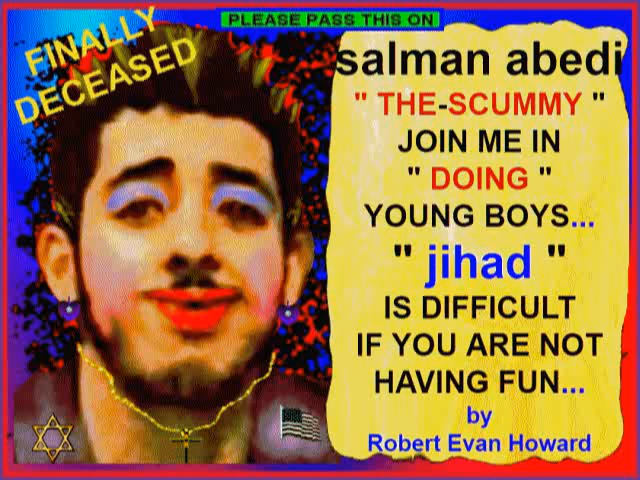 PLEASE PASS THIS ON
FINALLY
DECEASED
salman abedi
" THE-SCUMMY "
JOIN ME IN
" DOING "
YOUNG BOYS...
" jihad "
IS DIFFICULT
IF YOU ARE NOT
HAVING FUN...
by
Robert Evan Howard